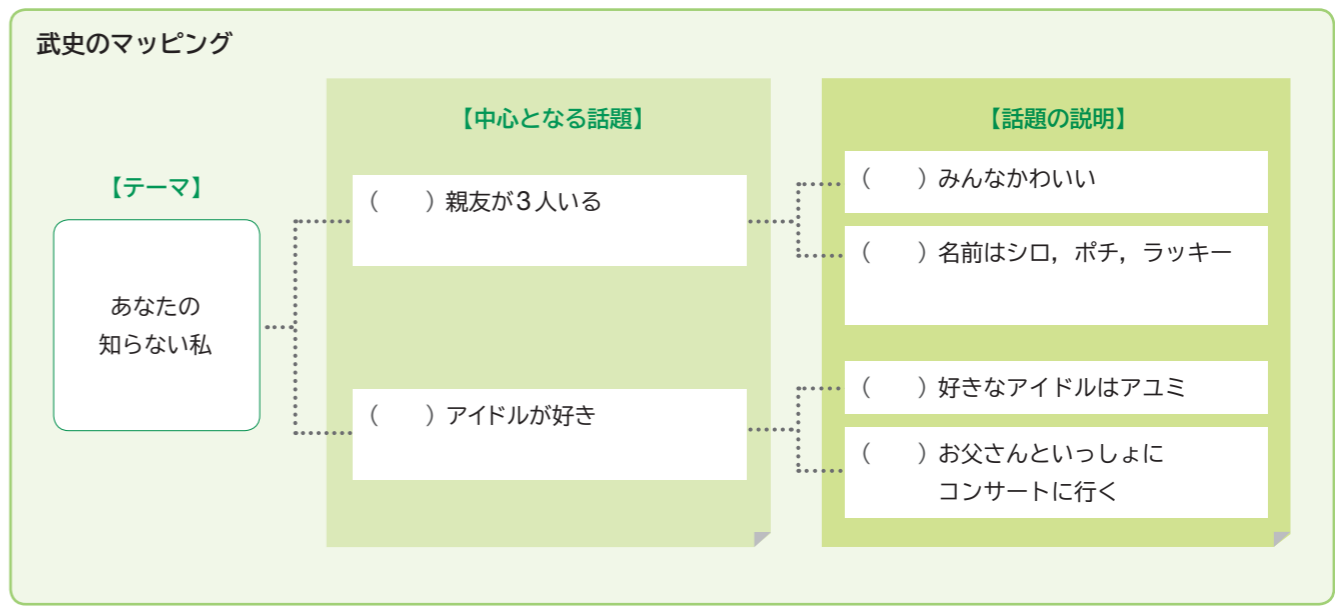 武史のマッピング
【テーマ】
あなたの
知らない私
【中心となる話題】
(　　)親友が3人いる
(　　)アイドルが好き
【話題の説明】
(　　)みんなかわいい
(　　)名前はシロ，ポチ，ラッキー
(　　)好きなアイドルはアユミ
(　　)お父さんといっしょに
コンサートに行く